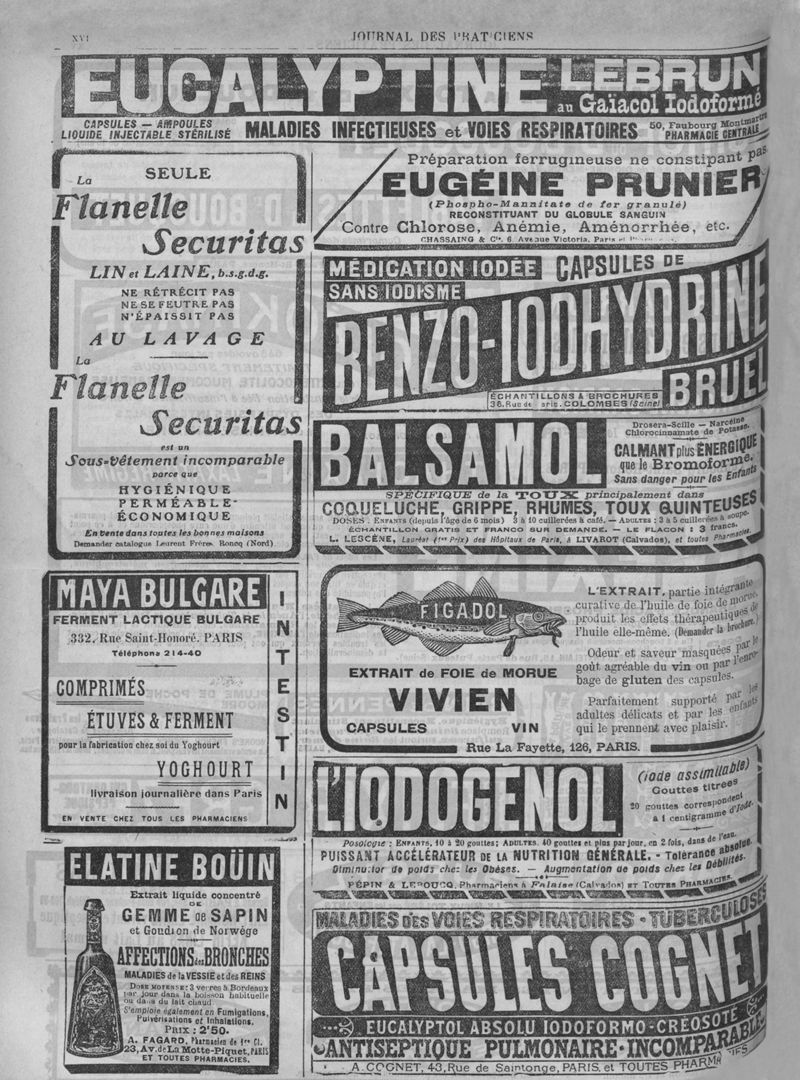 XVI
JOURNAL DES PRATICIENS
EUCALYPTINE LEBRUN
au Gaïacol Iodoformé
CAPSULES — AMPOULES
LIQUIDE INJECTABLE STÉRILISÉ
MALADIES INFECTIEUSES et VOIES RESPIRATOIRES
50, Faubourg Montmartre
PHARMACIE CENTRALE
SEULE
La
Flanelle
Securitas
LIN et LAINE, b.s.g.d.g.
NE RÉTRÉCIT PAS
NE SE FEUTRE PAS
N'ÉPAISSIT PAS
AU LAVAGE
La
Flanelle
Securitas
est un
Sous-Vêtement incomparable
parce que
HYGIÉNIQUE
PERMÉABLE-
ÉCONOMIQUE
En vente dans toutes les bonnes maisons
Demander catalogue Laurent Frères, Roncq (Nord)
MAYA BULGARE
FERMENT LACTIQUE BULGARE
332, Rue Saint-Honoré, PARIS
Téléphone 214-40
COMPRIMÉS
ÉTUVES & FERMENT
pour la fabrication chez soi du Yoghourt
YOGHOURT
livraison journalière dans Paris
EN VENTE CHEZ TOUS LES PHARMACIENS
INTESTIN
ELATINE BOÜIN
Extrait liquide concentré
DE
GEMME de SAPIN
et Goudron de Norwège
AFFECTIONS des BRONCHES
MALADIES de la VESSIE et des REINS
DOSE MOYENNE: 3 verres à Bordeaux
par jour dans la boisson habituelle
ou dans du lait chaud
S'emploie également en Fumigations,
Pulvérisations et Inhalations.
PRIX : 2'50.
A. FAGARD, Pharmacien de 1re Cl.
23, Av. de La Motte-Piquet, PARIS
ET TOUTES PHARMACIES.
Préparation ferrugineuse ne constipant pas
EUGÉINE PRUNIER
(Phospho-Mannitate de fer granulé)
RECONSTITUANT DU GLOBULE SANGUIN
Contre Chlorose, Anémie, Aménorrhée, etc.
CHASSAING & Cie, 6, Avenue Victoria, Paris
MÉDICATION IODÉE
SANS IODISME
CAPSULES DE
BENZO-IODHYDRINE
BRUEL
ÉCHANTILLONS & BROCHURES
36, Rue de Paris, COLOMBES (Seine)
BALSAMOL
Drosera-Scille — Narcéine
Chlorocinnamate de Potasse.
CALMANT plus ÉNERGIQUE
que le Bromoforme.
Sans danger pour les Enfants
SPÉCIFIQUE de la TOUX principalement dans
COQUELUCHE, GRIPPE, RHUMES, TOUX QUINTEUSES
DOSES : ENFANTS (depuis l'âge de 6 mois) 3 à 10 cuillerées à café. — ADULTES : 3 à 5 cuillerées à soupe.
ÉCHANTILLON GRATIS ET FRANCO SUR DEMANDE. — LE FLACON : 3 francs.
L. LESCÈNE, Lauréat (1er Prix) des Hôpitaux de Paris, à LIVAROT (Calvados), et toutes Pharmacies.
FIGADOL
EXTRAIT DE FOIE DE MORUE
VIVIEN
CAPSULES VIN
L'EXTRAIT, partie intégrante
curative de l'huile de foie de morue,
produit les effets thérapeutiques de
l'huile elle-même. (Demander la brochure.)
Odeur et saveur masquées par le
goût agréable du vin ou par l'enro-
bage de gluten des capsules.
Parfaitement supporté par les
adultes délicats et par les enfants
qui le prennent avec plaisir.
Rue La Fayette, 126, PARIS.
L'IODOGENOL
(iode assimilable)
Gouttes titrées
20 gouttes correspondent
à 1 centigramme d'Iode.
Posologie : ENFANTS, 10 à 20 gouttes; ADULTES, 40 gouttes et plus par jour, en 2 fois, dans de l'eau.
PUISSANT ACCÉLÉRATEUR DE LA NUTRITION GÉNÉRALE. - Tolérance absolue.
Diminution de poids chez les Obèses. — Augmentation de poids chez les Débilités.
PÉPIN & LEBOUCQ, Pharmaciens à Falaise (Calvados) ET TOUTES PHARMACIES.
MALADIES DES VOIES RESPIRATOIRES - TUBERCULOSES
CAPSULES COGNET
EUCALYPTOL ABSOLU IODOFORMO-CRÉOSOTÉ
ANTISEPTIQUE PULMONAIRE INCOMPARABLE
A. COGNET, 43, Rue de Saintonge, PARIS, et TOUTES PHARMA